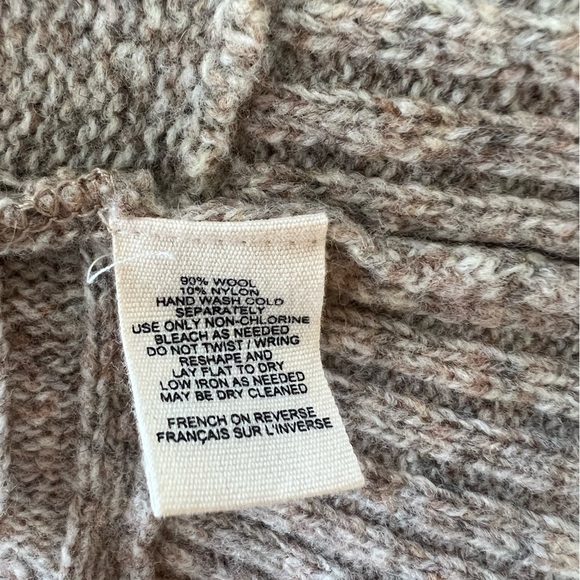 90% WOOL
10% NYLON
HAND WASH COLD
SEPARATELY
USE ONLY NON-CHLORINE
BLEACH AS NEEDED
DO NOT TWIST / WRING
RESHAPE AND
LAY FLAT TO DRY
LOW IRON AS NEEDED
MAY BE DRY CLEANED
FRENCH ON REVERSE
FRANÇAIS SUR L'INVERSE